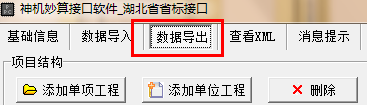 神机妙算接口软件_湖北省省标接口
基础信息 数据导入 数据导出 查看XML 消息提示
项目结构
添加单项工程 添加单位工程 删除